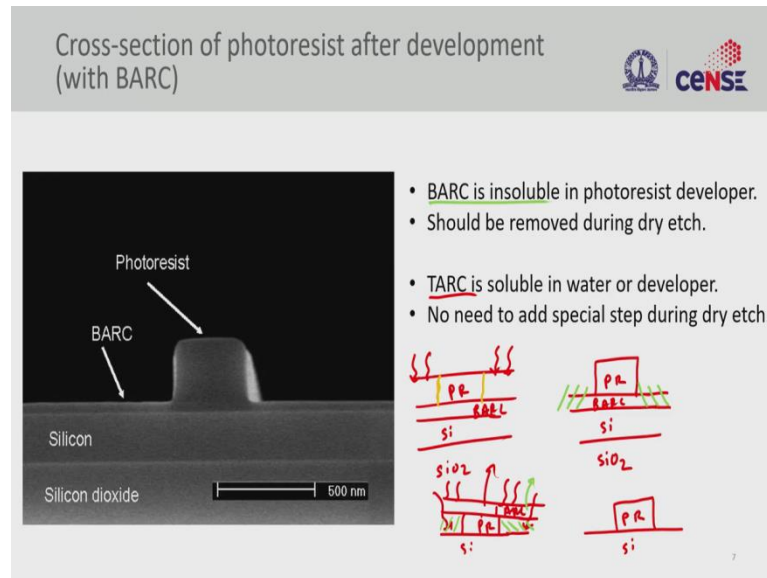 Cross-section of photoresist after development
(with BARC)
CeNSE
• BARC is insoluble in photoresist developer.
• Should be removed during dry etch.
• TARC is soluble in water or developer.
• No need to add special step during dry etch
Photoresist
BARC
Silicon
Silicon dioxide
500 nm
PR
BARC
Si
SiO2
PR
BARC
Si
SiO2
PR
Si
PR
Si
7